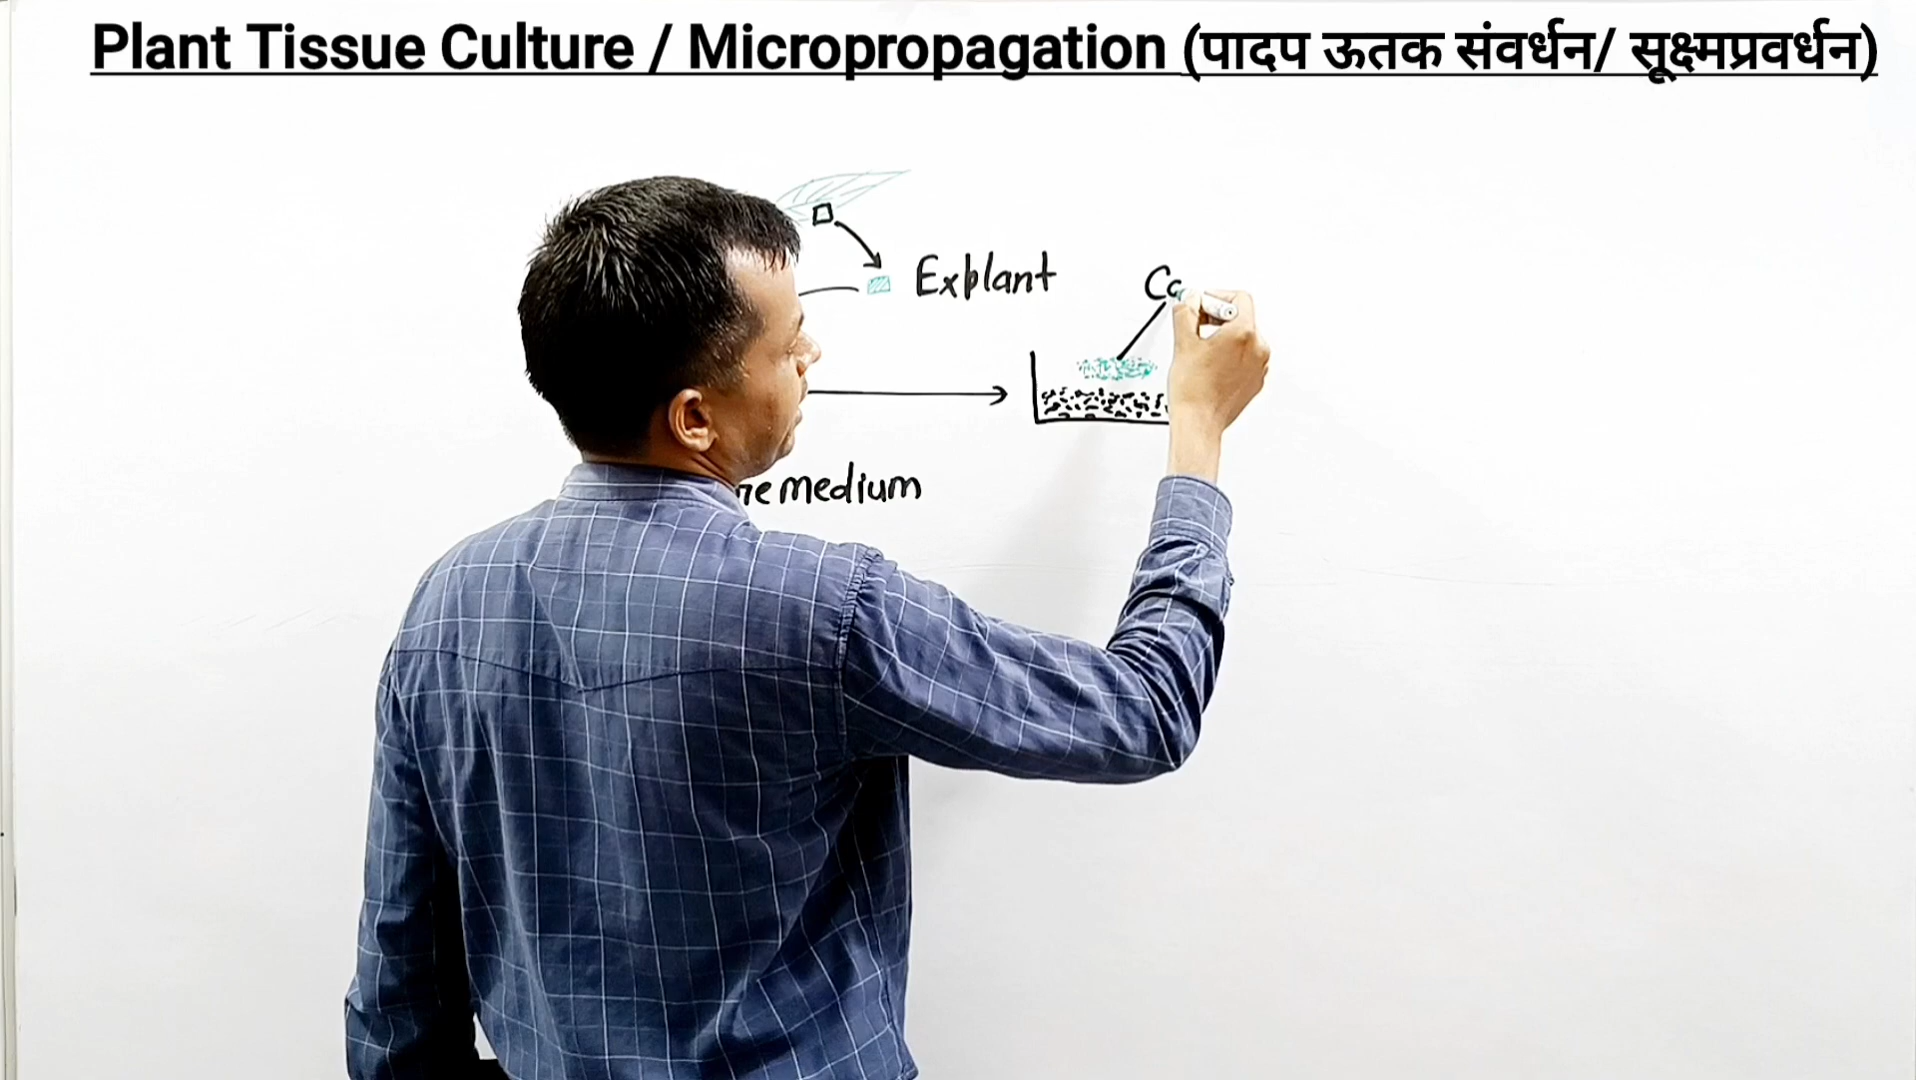 Plant Tissue Culture / Micropropagation (पादप ऊतक संवर्धन/ सूक्ष्मप्रवर्धन)
Explant
medium